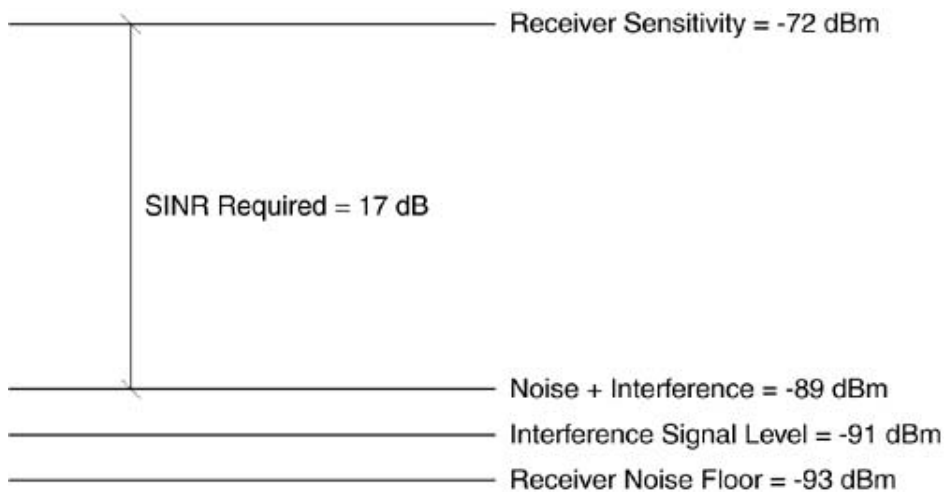 Receiver Sensitivity = -72 dBm
SINR Required = 17 dB
Noise + Interference = -89 dBm
Interference Signal Level = -91 dBm
Receiver Noise Floor = -93 dBm